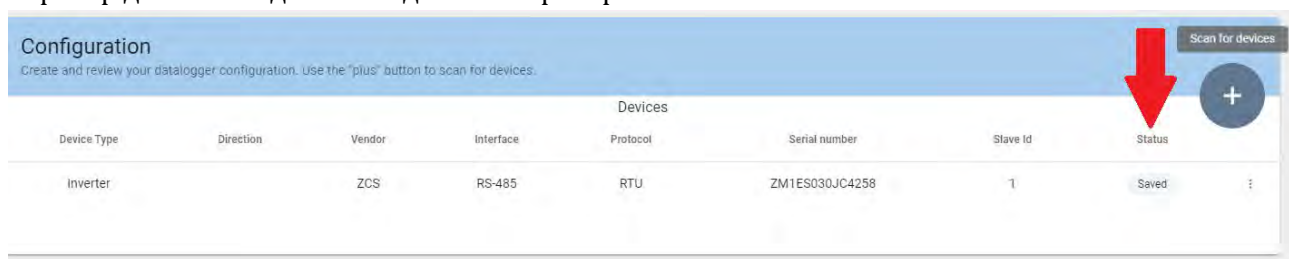 Configuration
Scan for devices
Create and review your datalogger configuration. Use the "plus" button to scan for devices.
+
Devices
Device Type Direction Vendor Interface Protocol Serial number Slave Id Status
Inverter ZCS RS-485 RTU ZM1ES030JC4258 1 Saved